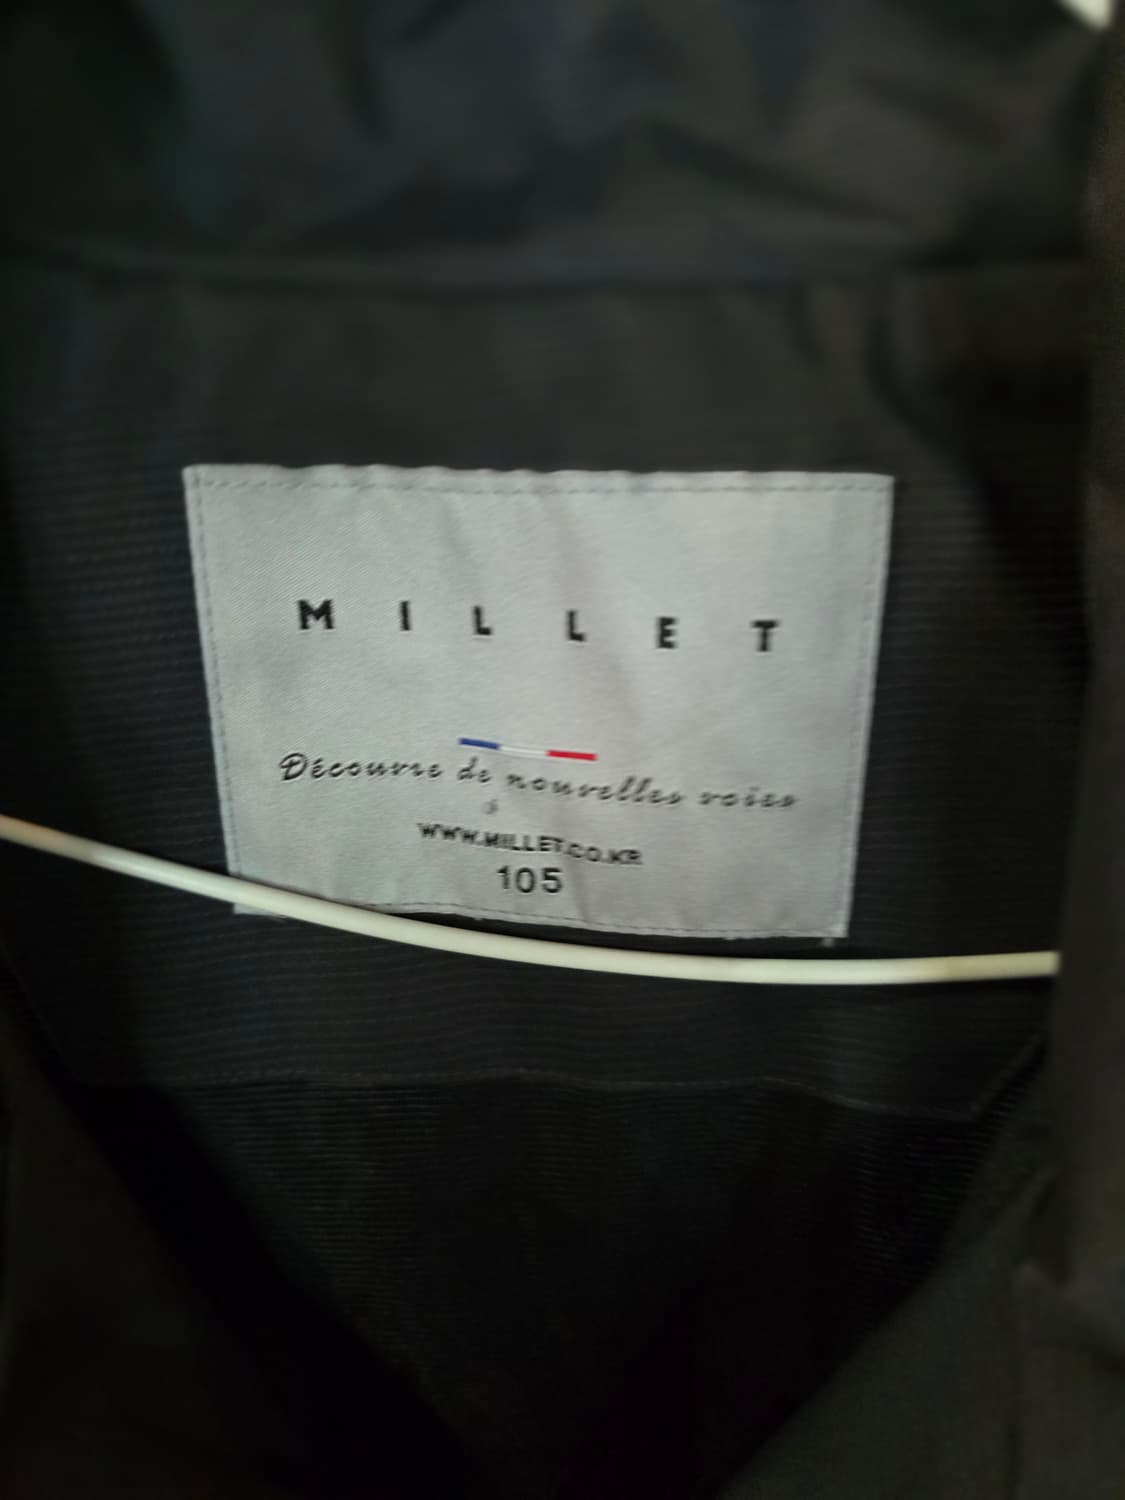 MILLET
Découvre de nouvelles voies
WWW.MILLET.CO.KR
105